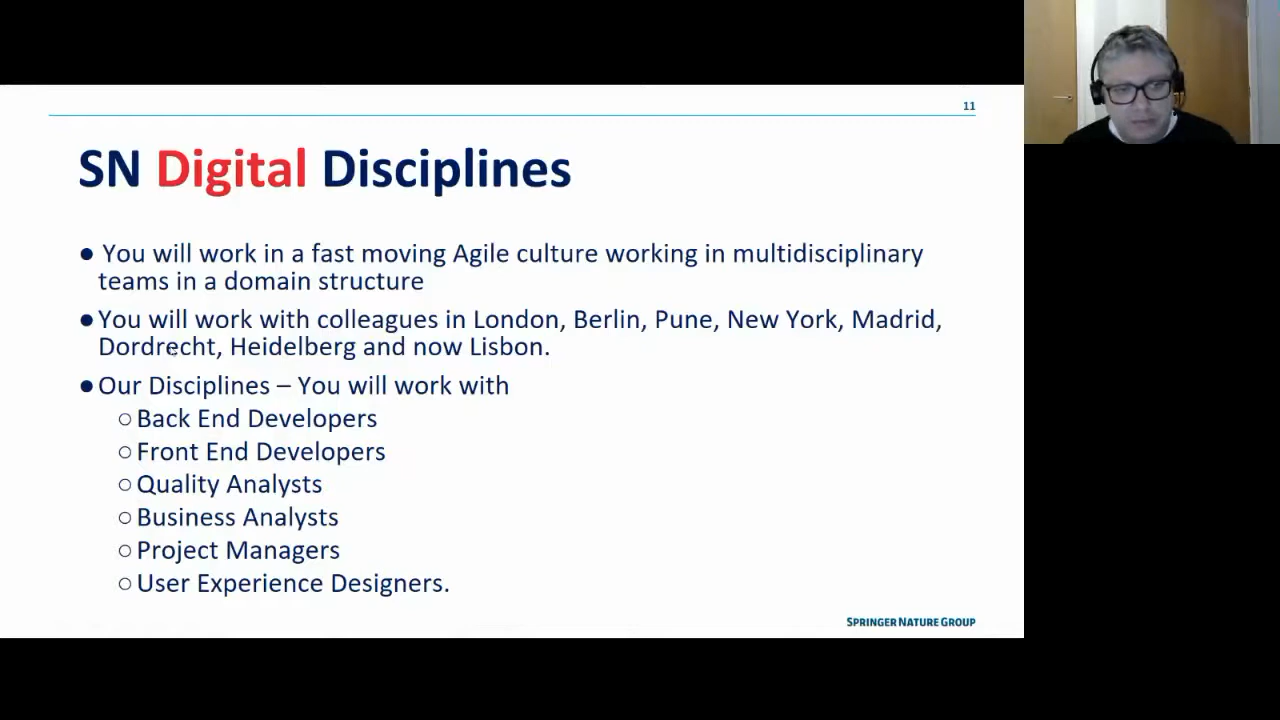 11
SN Digital Disciplines
● You will work in a fast moving Agile culture working in multidisciplinary
teams in a domain structure
● You will work with colleagues in London, Berlin, Pune, New York, Madrid,
Dordrecht, Heidelberg and now Lisbon.
● Our Disciplines – You will work with
○ Back End Developers
○ Front End Developers
○ Quality Analysts
○ Business Analysts
○ Project Managers
○ User Experience Designers.
SPRINGER NATURE GROUP